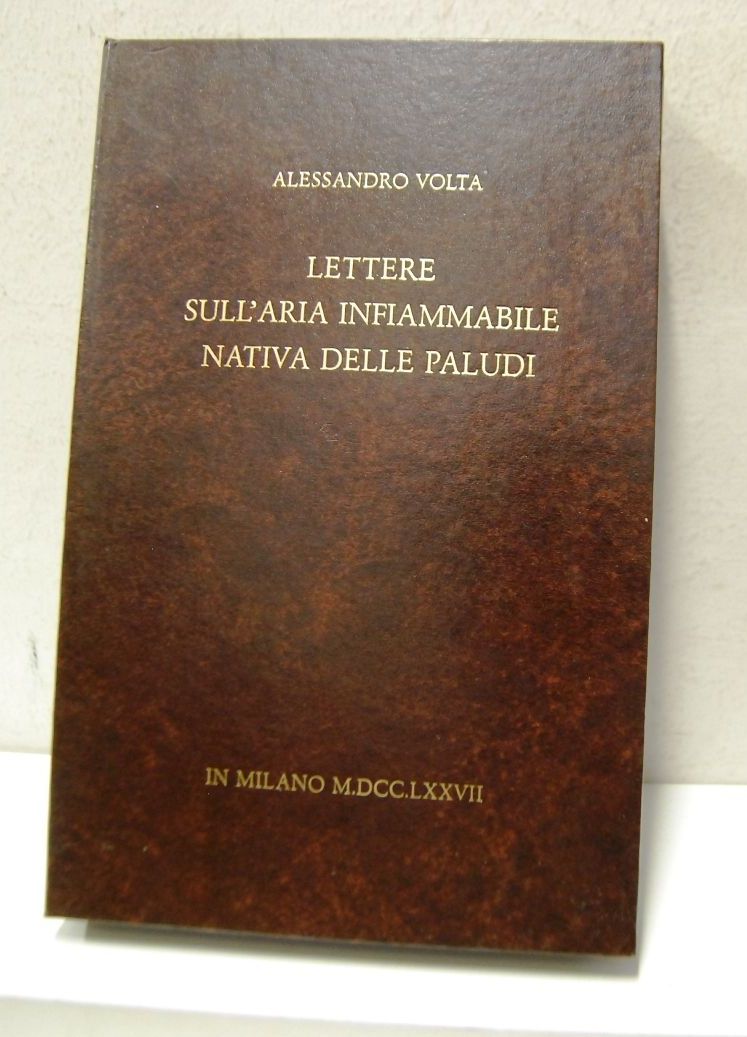 ALESSANDRO VOLTA
LETTERE
SULL'ARIA INFIAMMABILE
NATIVA DELLE PALUDI
IN MILANO M.DCC.LXXVII